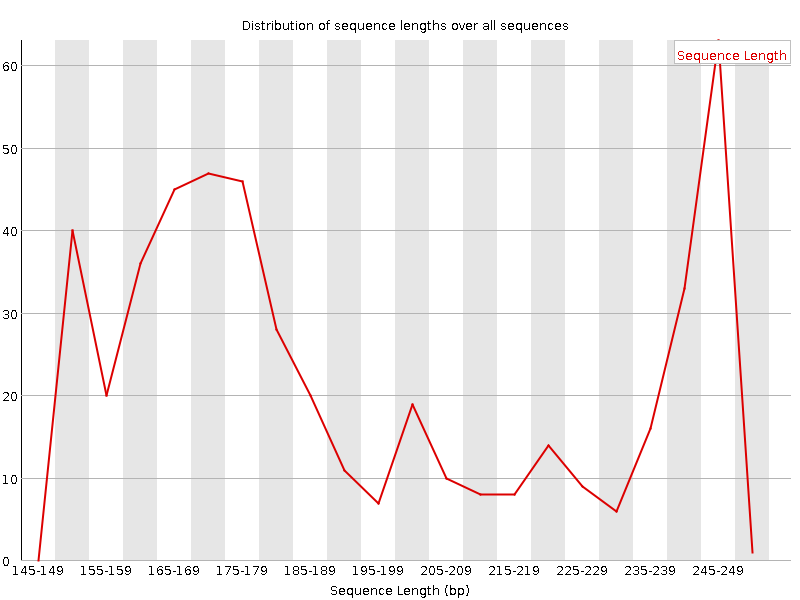 Distribution of sequence lengths over all sequences
Sequence Length
60
50
40
30
20
10
0
145-149 155-159 165-169 175-179 185-189 195-199 205-209 215-219 225-229 235-239 245-249
Sequence Length (bp)